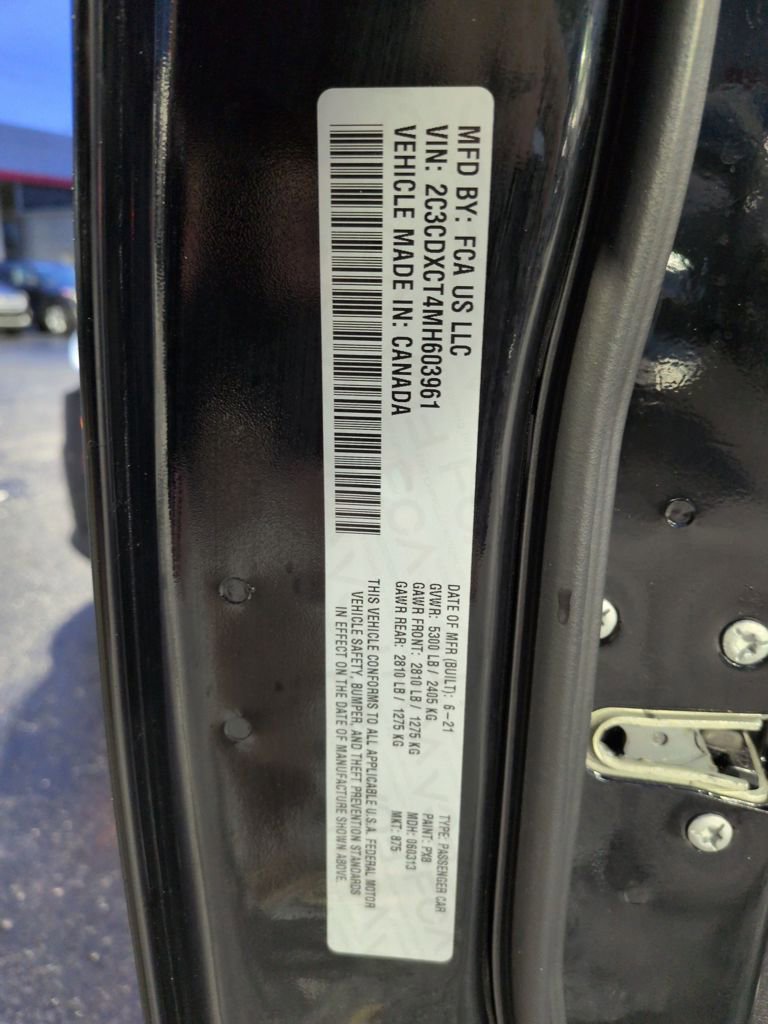 MFD BY: FCA US LLC
VIN: 2C3CDXCT4MH603961
VEHICLE MADE IN: CANADA
DATE OF MFR (BUILT): 6-21
GVWR: 5300 LB / 2405 KG
GAWR FRONT: 2810 LB / 1275 KG
GAWR REAR: 2810 LB / 1275 KG
TYPE: PASSENGER CAR
PAINT: PX8
MDH: 060313
MKT: 875
THIS VEHICLE CONFORMS TO ALL APPLICABLE U.S.A. FEDERAL MOTOR
VEHICLE SAFETY, BUMPER, AND THEFT PREVENTION STANDARDS
IN EFFECT ON THE DATE OF MANUFACTURE SHOWN ABOVE.